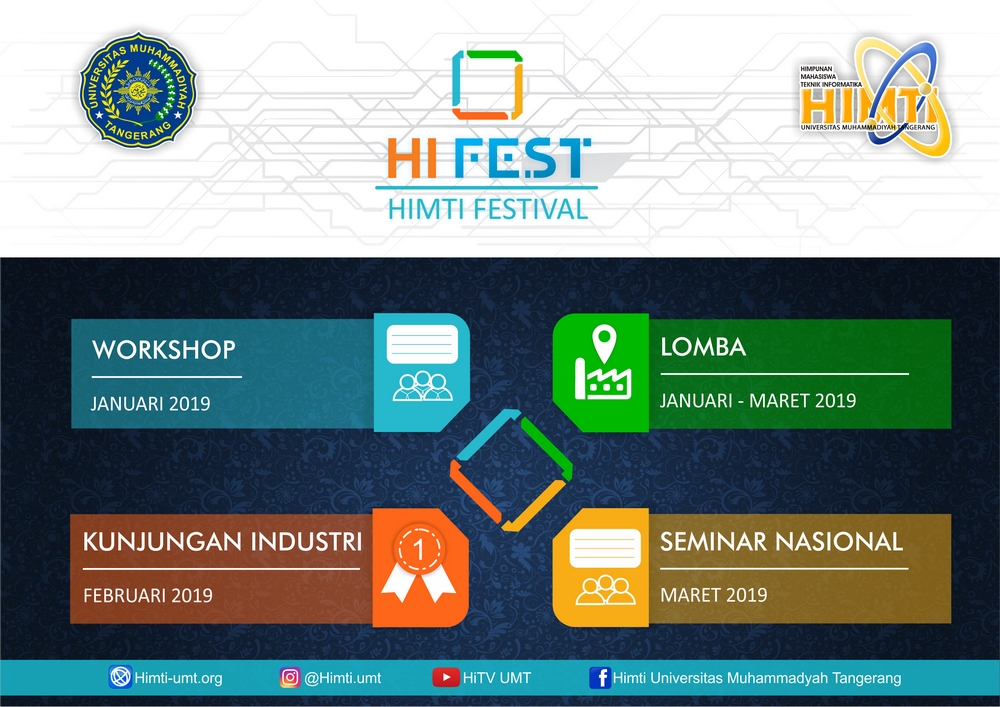 UNIVERSITAS MUHAMMADIYAH
TANGERANG
HIMPUNAN
MAHASISWA
TEKNIK INFORMATIKA
HIMTI
UNIVERSITAS MUHAMMADIYAH TANGERANG
HI FEST
HIMTI FESTIVAL
WORKSHOP
JANUARI 2019
LOMBA
JANUARI - MARET 2019
KUNJUNGAN INDUSTRI
FEBRUARI 2019
1
SEMINAR NASIONAL
MARET 2019
Himti-umt.org
@Himti.umt
HiTV UMT
Himti Universitas Muhammadyah Tangerang